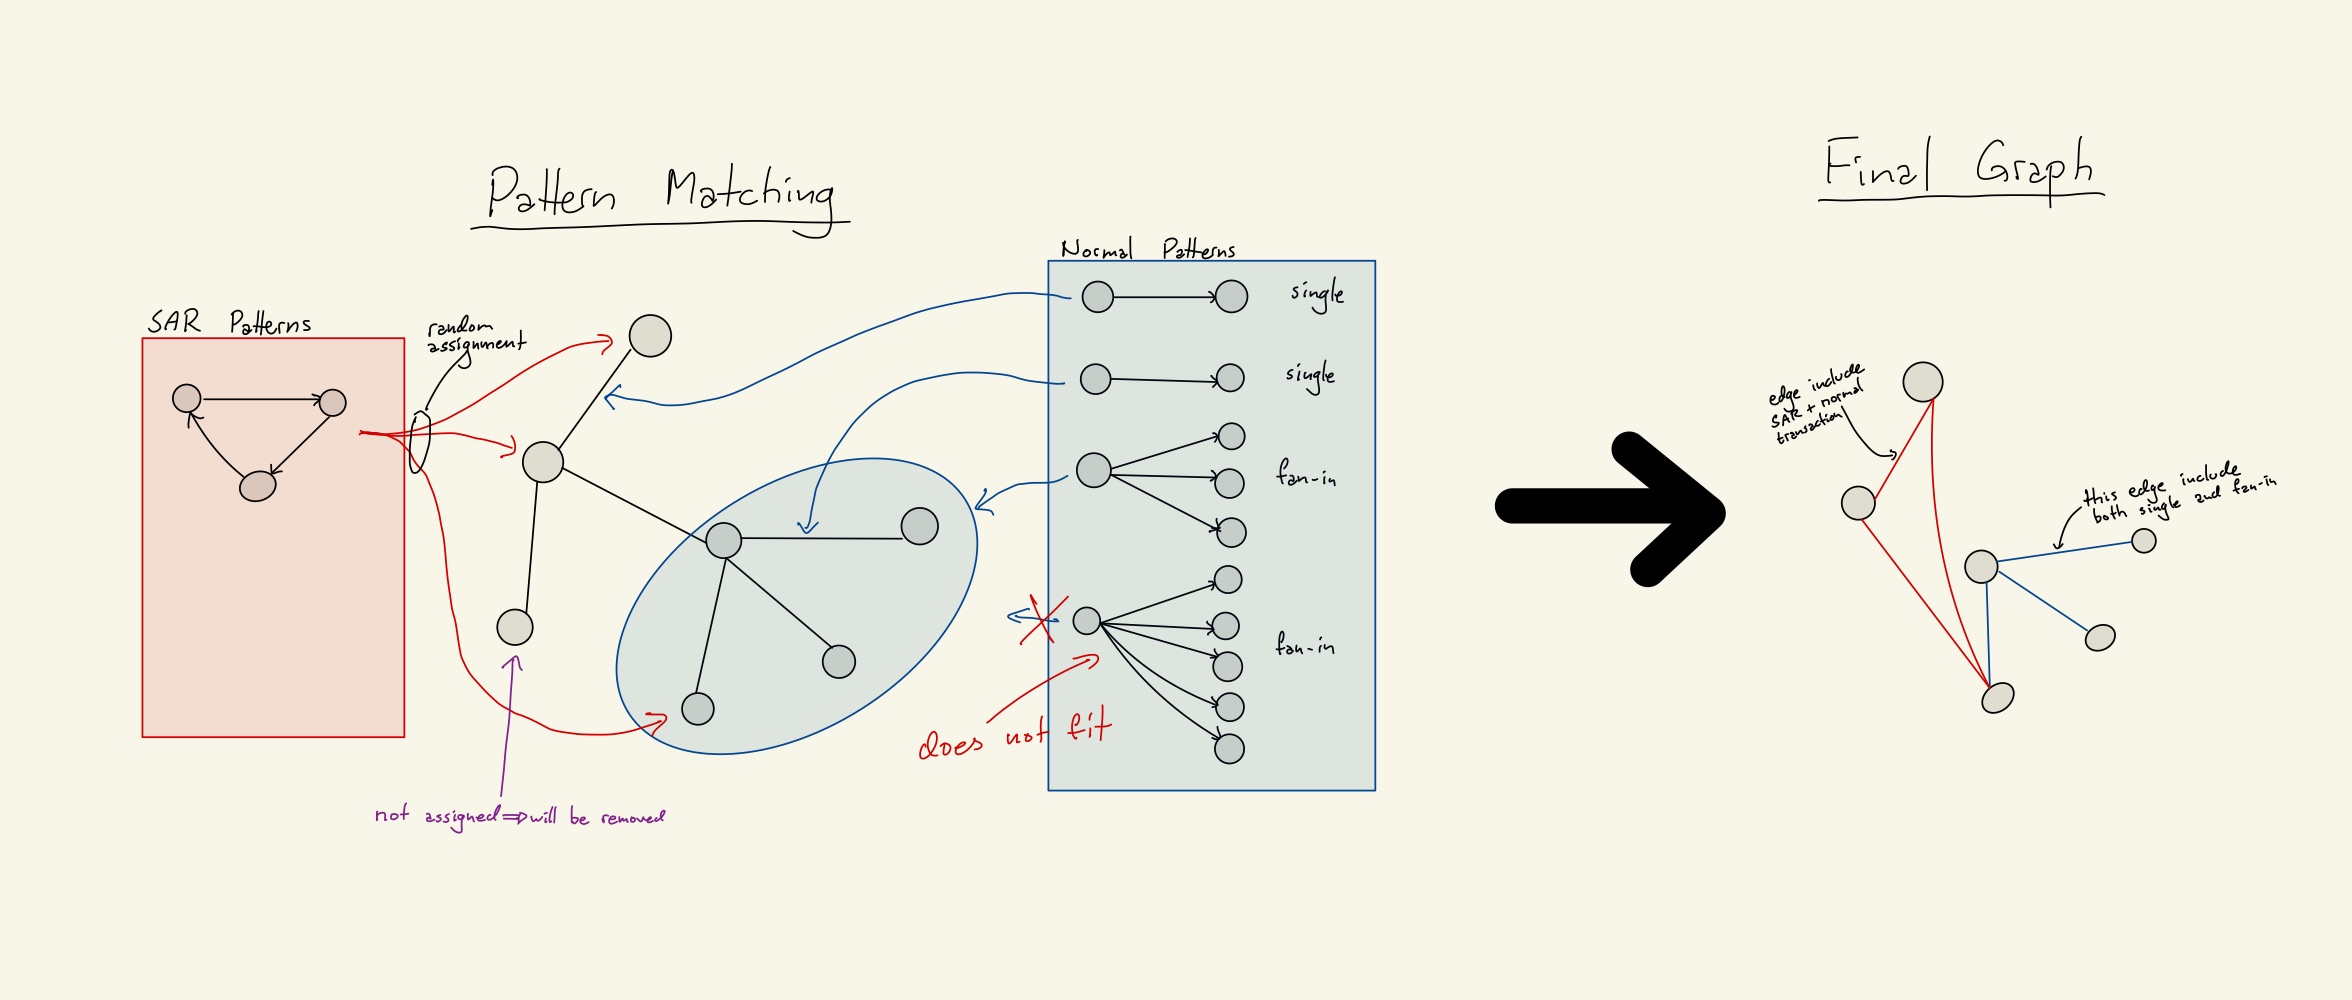 Pattern Matching
Final Graph
SAR Patterns
random
assignment
Normal Patterns
single
single
fan-in
fan-in
does not fit
not assigned ⇒ will be removed
edge include
SAR + normal
transaction
this edge include
both single and fan-in